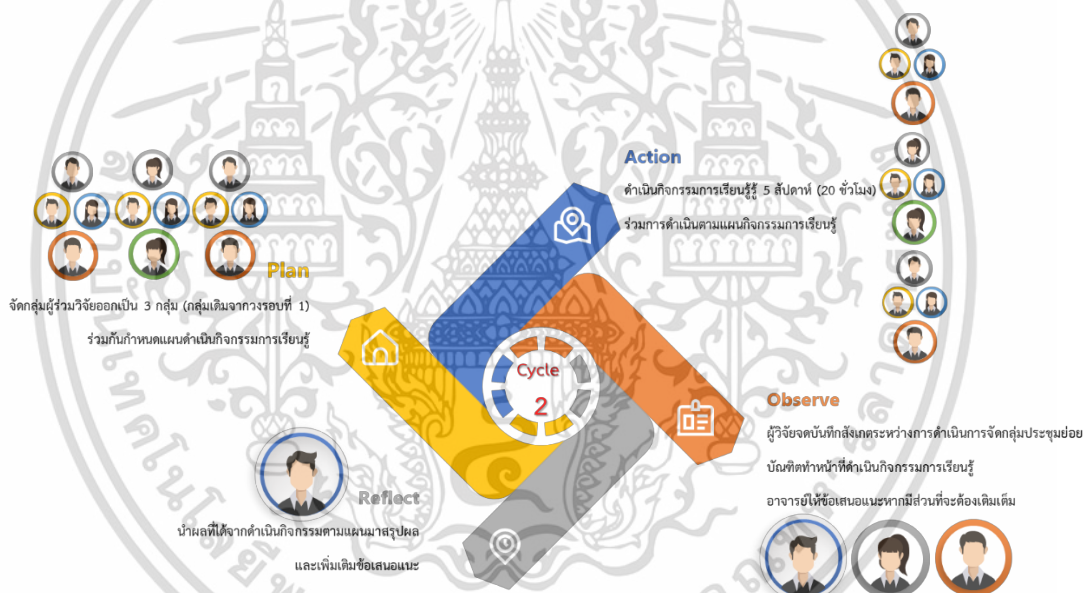 Action
ดำเนินกิจกรรมการเรียนรู้รู้ 5 สัปดาห์ (20 ชั่วโมง)
ร่วมการดำเนินตามแผนกิจกรรมการเรียนรู้
Plan
จัดกลุ่มผู้ร่วมวิจัยออกเป็น 3 กลุ่ม (กลุ่มเดิมจากวงรอบที่ 1)
ร่วมกันกำหนดแผนดำเนินกิจกรรมการเรียนรู้
Cycle
2
Observe
ผู้วิจัยจดบันทึกสังเกตระหว่างการดำเนินการจัดกลุ่มประชุมย่อย
บัณฑิตทำหน้าที่ดำเนินกิจกรรมการเรียนรู้
อาจารย์ให้ข้อเสนอแนะหากมีส่วนที่จะต้องเติมเต็ม
Reflect
นำผลที่ได้จากดำเนินกิจกรรมตามแผนมาสรุปผล
และเพิ่มเติมข้อเสนอแนะ